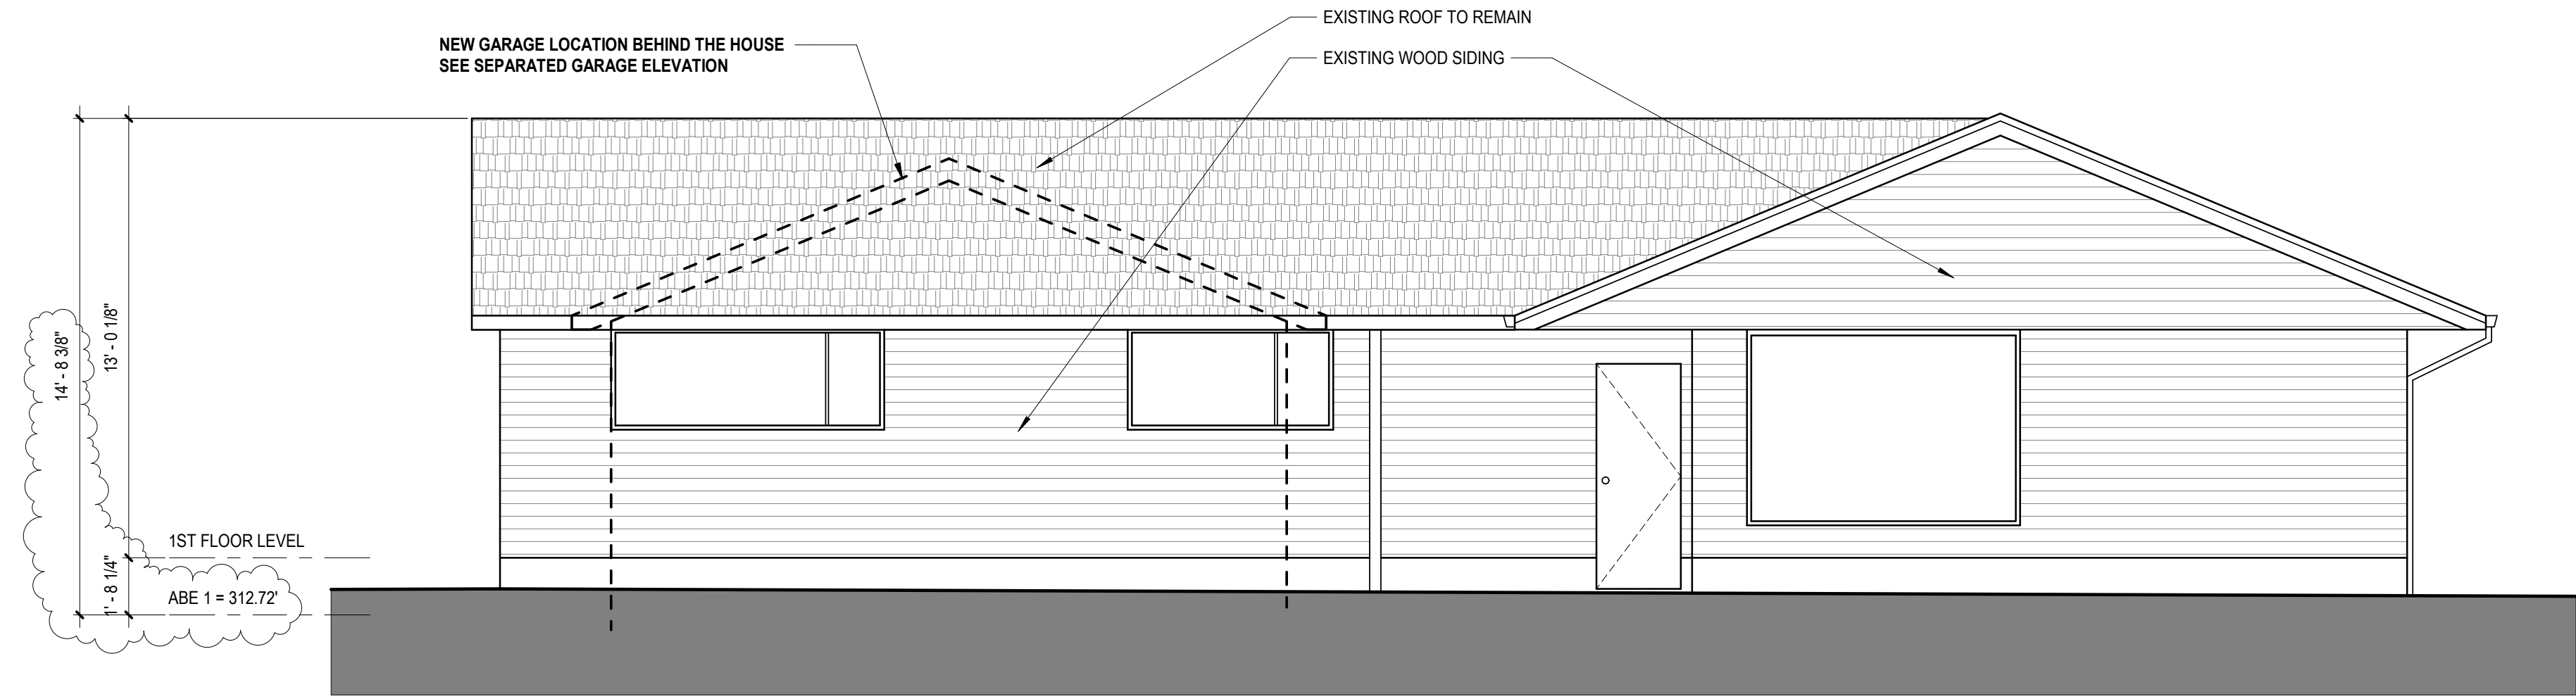 EXISTING ROOF TO REMAIN
NEW GARAGE LOCATION BEHIND THE HOUSE
SEE SEPARATED GARAGE ELEVATION
EXISTING WOOD SIDING
14' - 8 3/8"
13' - 0 1/8"
1ST FLOOR LEVEL
1' - 8 1/4"
ABE 1 = 312.72'